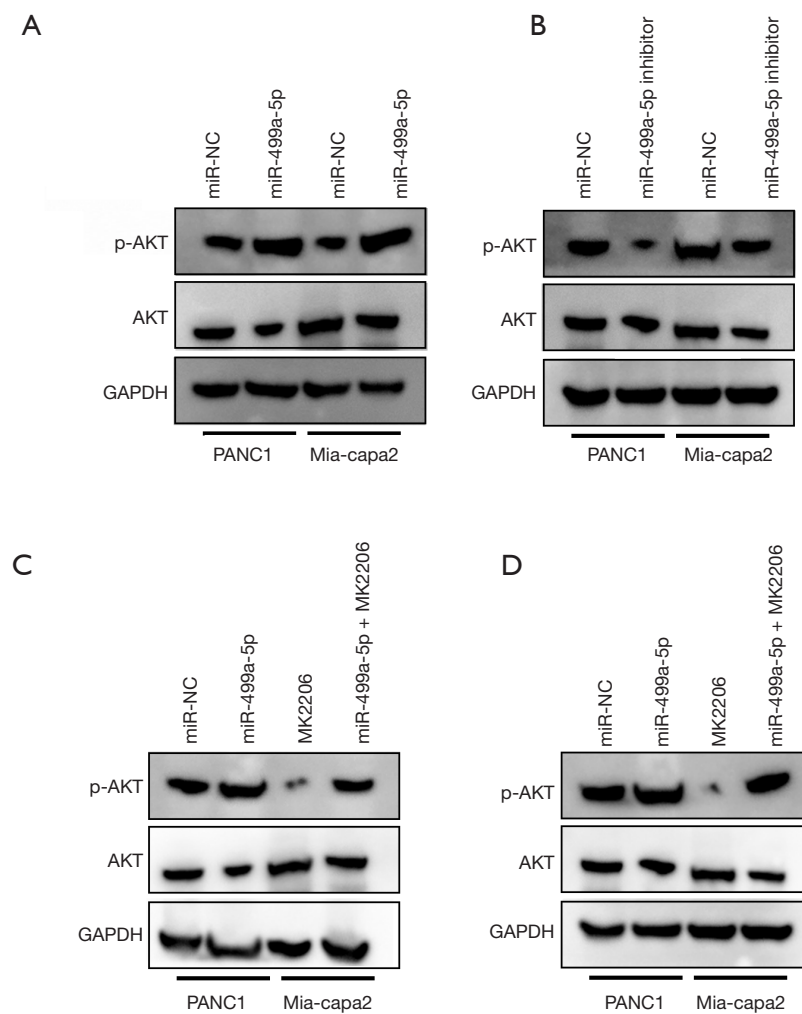 A
miR-NC
miR-499a-5p
miR-NC
miR-499a-5p
p-AKT
AKT
GAPDH
PANC1
Mia-capa2
B
miR-NC
miR-499a-5p inhibitor
miR-NC
miR-499a-5p inhibitor
p-AKT
AKT
GAPDH
PANC1
Mia-capa2
C
miR-NC
miR-499a-5p
MK2206
miR-499a-5p + MK2206
p-AKT
AKT
GAPDH
PANC1
Mia-capa2
D
miR-NC
miR-499a-5p
MK2206
miR-499a-5p + MK2206
p-AKT
AKT
GAPDH
PANC1
Mia-capa2